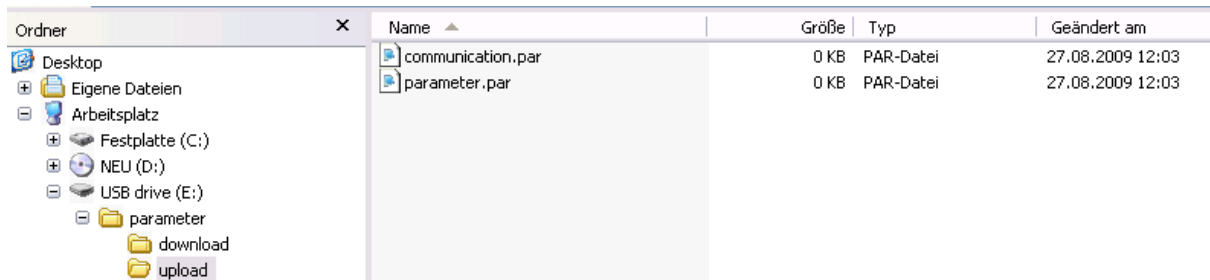 Ordner
Desktop
Eigene Dateien
Arbeitsplatz
Festplatte (C:)
NEU (D:)
USB drive (E:)
parameter
download
upload
Name Größe Typ Geändert am
communication.par 0 KB PAR-Datei 27.08.2009 12:03
parameter.par 0 KB PAR-Datei 27.08.2009 12:03